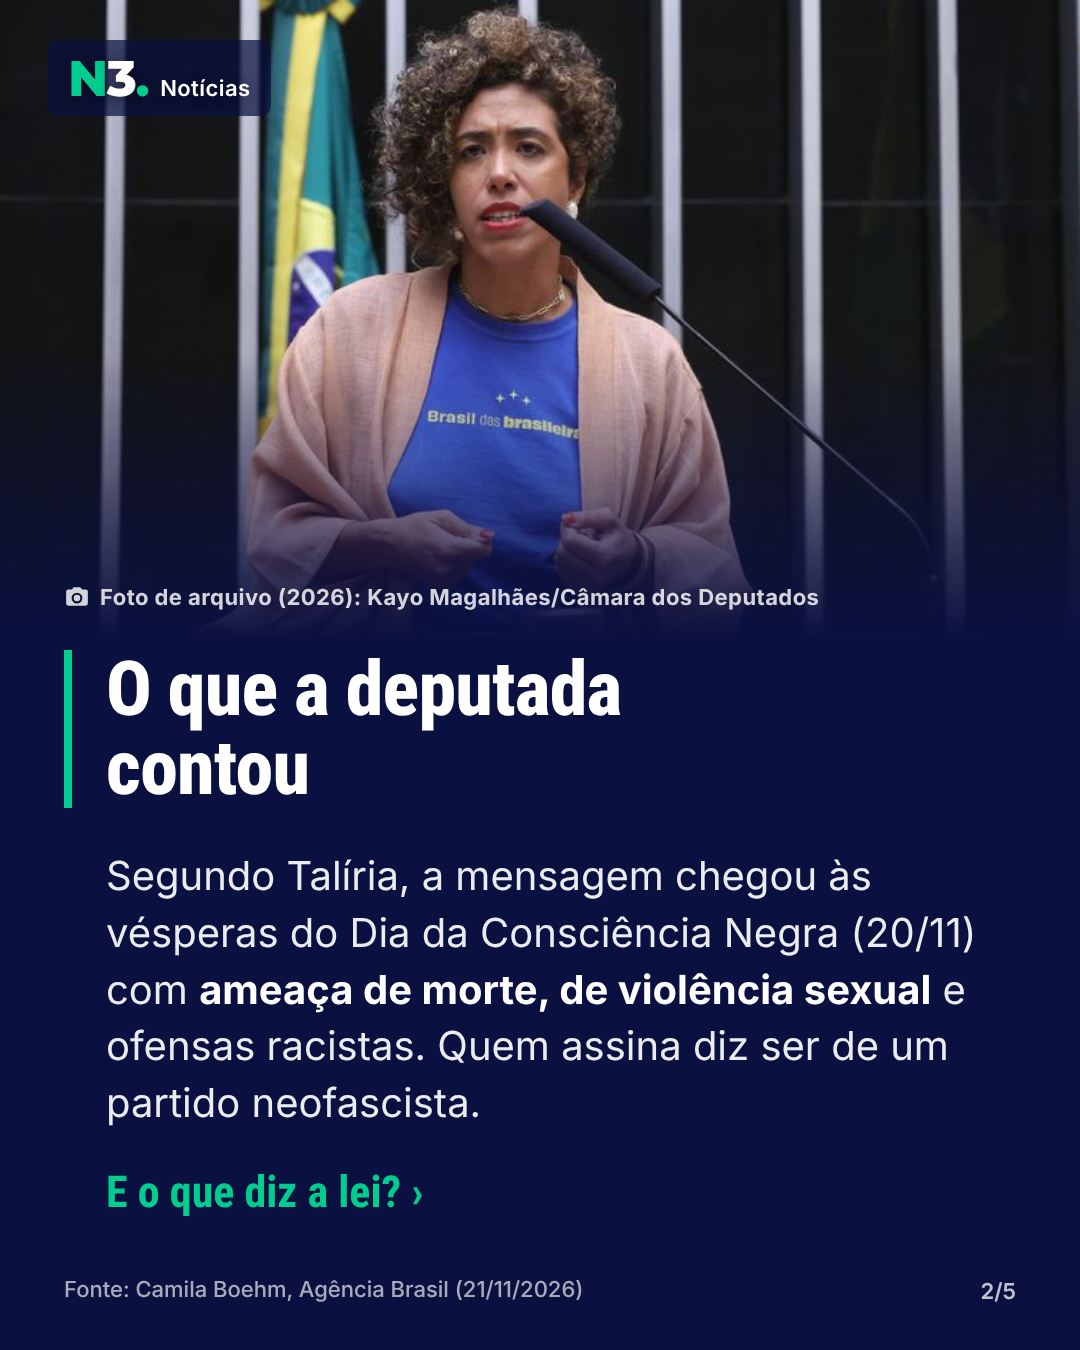 N3. Notícias
Brasil das brasileira
Foto de arquivo (2026): Kayo Magalhães/Câmara dos Deputados
O que a deputada
contou
Segundo Talíria, a mensagem chegou às
vésperas do Dia da Consciência Negra (20/11)
com ameaça de morte, de violência sexual e
ofensas racistas. Quem assina diz ser de um
partido neofascista.
E o que diz a lei? ›
Fonte: Camila Boehm, Agência Brasil (21/11/2026)
2/5